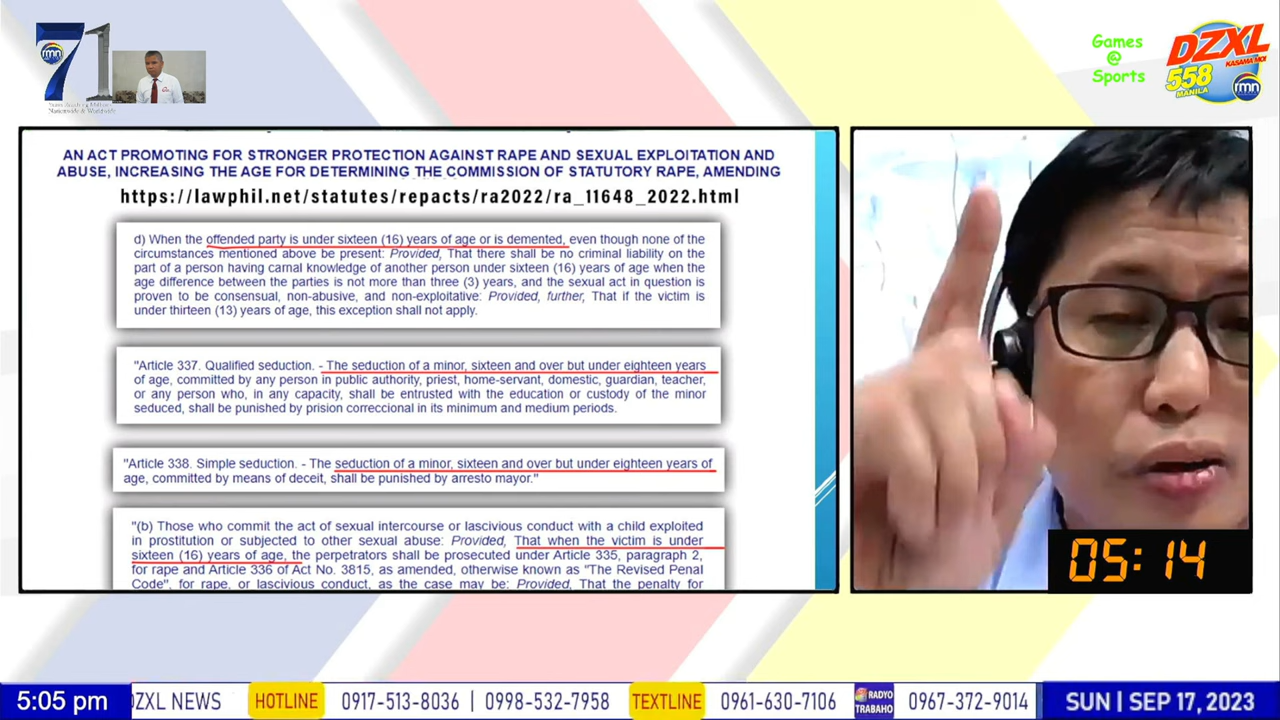 71
rmn
Nationwide & Worldwide
Games
@
Sports
DZXL
KASAMA MO!
558
MANILA
rmn
AN ACT PROMOTING FOR STRONGER PROTECTION AGAINST RAPE AND SEXUAL EXPLOITATION AND
ABUSE, INCREASING THE AGE FOR DETERMINING THE COMMISSION OF STATUTORY RAPE, AMENDING
https://lawphil.net/statutes/repacts/ra2022/ra_11648_2022.html
d) When the offended party is under sixteen (16) years of age or is demented, even though none of the
circumstances mentioned above be present: Provided, That there shall be no criminal liability on the
part of a person having carnal knowledge of another person under sixteen (16) years of age when the
age difference between the parties is not more than three (3) years, and the sexual act in question is
proven to be consensual, non-abusive, and non-exploitative: Provided, further, That if the victim is
under thirteen (13) years of age, this exception shall not apply.
"Article 337. Qualified seduction. - The seduction of a minor, sixteen and over but under eighteen years
of age, committed by any person in public authority, priest, home-servant, domestic, guardian, teacher,
or any person who, in any capacity, shall be entrusted with the education or custody of the minor
seduced, shall be punished by prision correccional in its minimum and medium periods.
"Article 338. Simple seduction. - The seduction of a minor, sixteen and over but under eighteen years of
age, committed by means of deceit, shall be punished by arresto mayor."
"(b) Those who commit the act of sexual intercourse or lascivious conduct with a child exploited
in prostitution or subjected to other sexual abuse: Provided, That when the victim is under
sixteen (16) years of age, the perpetrators shall be prosecuted under Article 335, paragraph 2,
for rape and Article 336 of Act No. 3815, as amended, otherwise known as "The Revised Penal
Code", for rape, or lascivious conduct, as the case may be: Provided, That the penalty for
05:14
5:05 pm
DZXL NEWS HOTLINE 0917-513-8036 | 0998-532-7958 TEXTLINE 0961-630-7106 RADYO TRABAHO 0967-372-9014
SUN | SEP 17, 2023